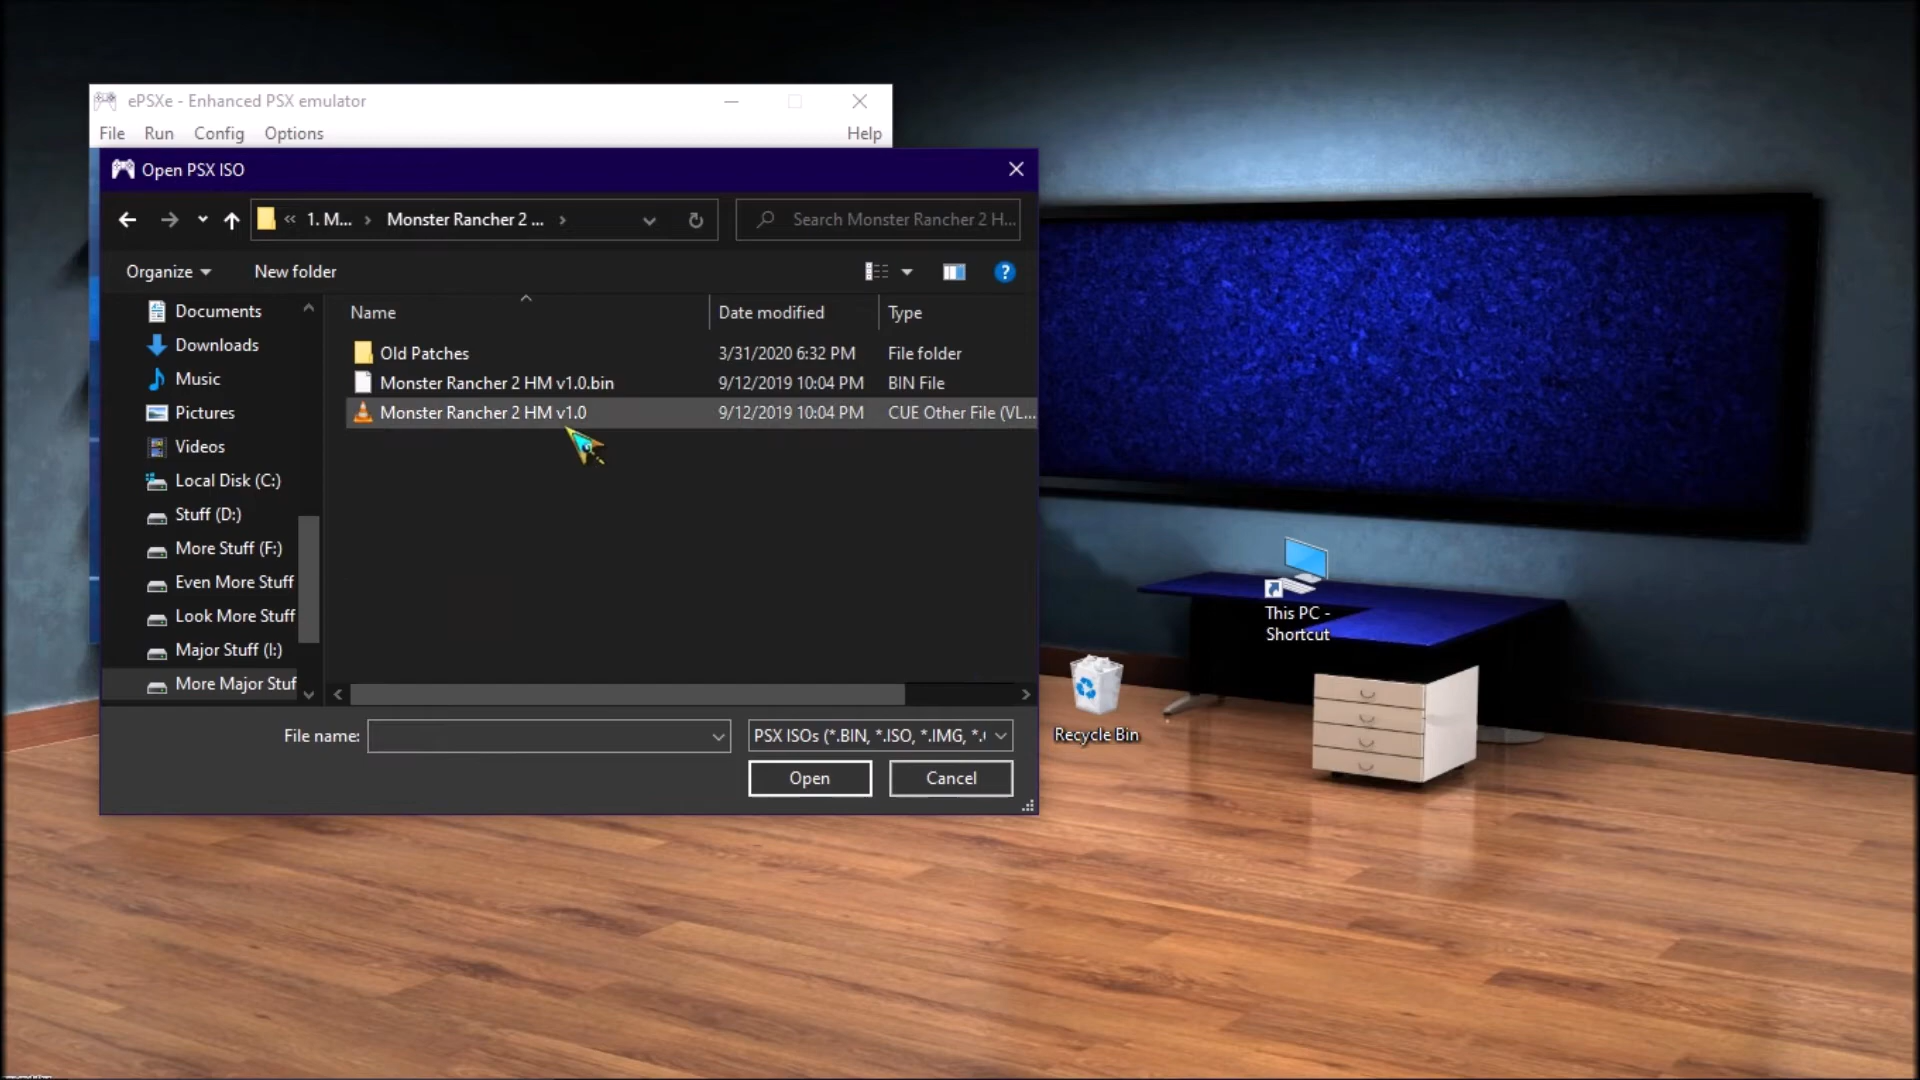 ePSXe - Enhanced PSX emulator
File Run Config Options Help
Open PSX ISO
« 1. M... › Monster Rancher 2 ... ›
Search Monster Rancher 2 H...
Organize New folder
Name Date modified Type
Documents
Downloads
Music
Pictures
Videos
Local Disk (C:)
Stuff (D:)
More Stuff (F:)
Even More Stuff
Look More Stuff
Major Stuff (I:)
More Major Stuf
Old Patches 3/31/2020 6:32 PM File folder
Monster Rancher 2 HM v1.0.bin 9/12/2019 10:04 PM BIN File
Monster Rancher 2 HM v1.0 9/12/2019 10:04 PM CUE Other File (VL...
File name: PSX ISOs (*.BIN, *.ISO, *.IMG, *.(
Open Cancel
This PC -
Shortcut
Recycle Bin